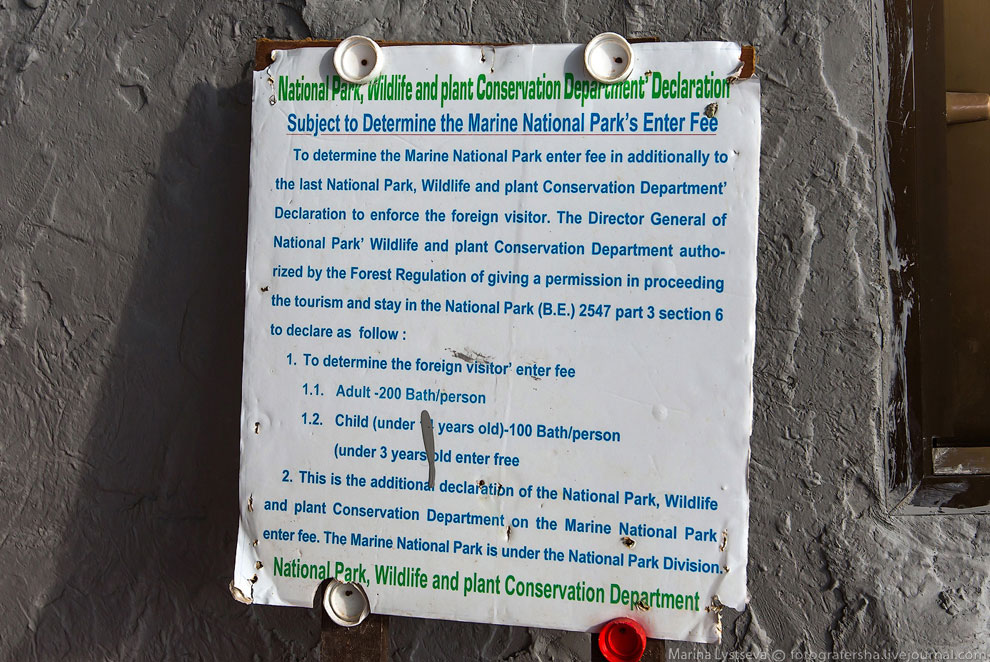 National Park, Wildlife and plant Conservation Department' Declaration
Subject to Determine the Marine National Park's Enter Fee
To determine the Marine National Park enter fee in additionally to
the last National Park, Wildlife and plant Conservation Department'
Declaration to enforce the foreign visitor. The Director General of
National Park' Wildlife and plant Conservation Department autho-
rized by the Forest Regulation of giving a permission in proceeding
the tourism and stay in the National Park (B.E.) 2547 part 3 section 6
to declare as follow :
1. To determine the foreign visitor' enter fee
1.1. Adult -200 Bath/person
1.2. Child (under years old)-100 Bath/person
(under 3 years old enter free
2. This is the additional declaration of the National Park, Wildlife
and plant Conservation Department on the Marine National Park
enter fee. The Marine National Park is under the National Park Division.
National Park, Wildlife and plant Conservation Department
Marina Lystseva © fotografersha.livejournal.com